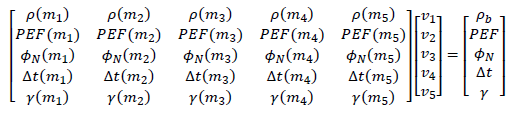 ρ(m₁) ρ(m₂) ρ(m₃) ρ(m₄) ρ(m₅) v₁ ρ_b
PEF(m₁) PEF(m₂) PEF(m₃) PEF(m₄) PEF(m₅) v₂ PEF
ϕ_N(m₁) ϕ_N(m₂) ϕ_N(m₃) ϕ_N(m₄) ϕ_N(m₅) v₃ = ϕ_N
Δt(m₁) Δt(m₂) Δt(m₃) Δt(m₄) Δt(m₅) v₄ Δt
γ(m₁) γ(m₂) γ(m₃) γ(m₄) γ(m₅) v₅ γ